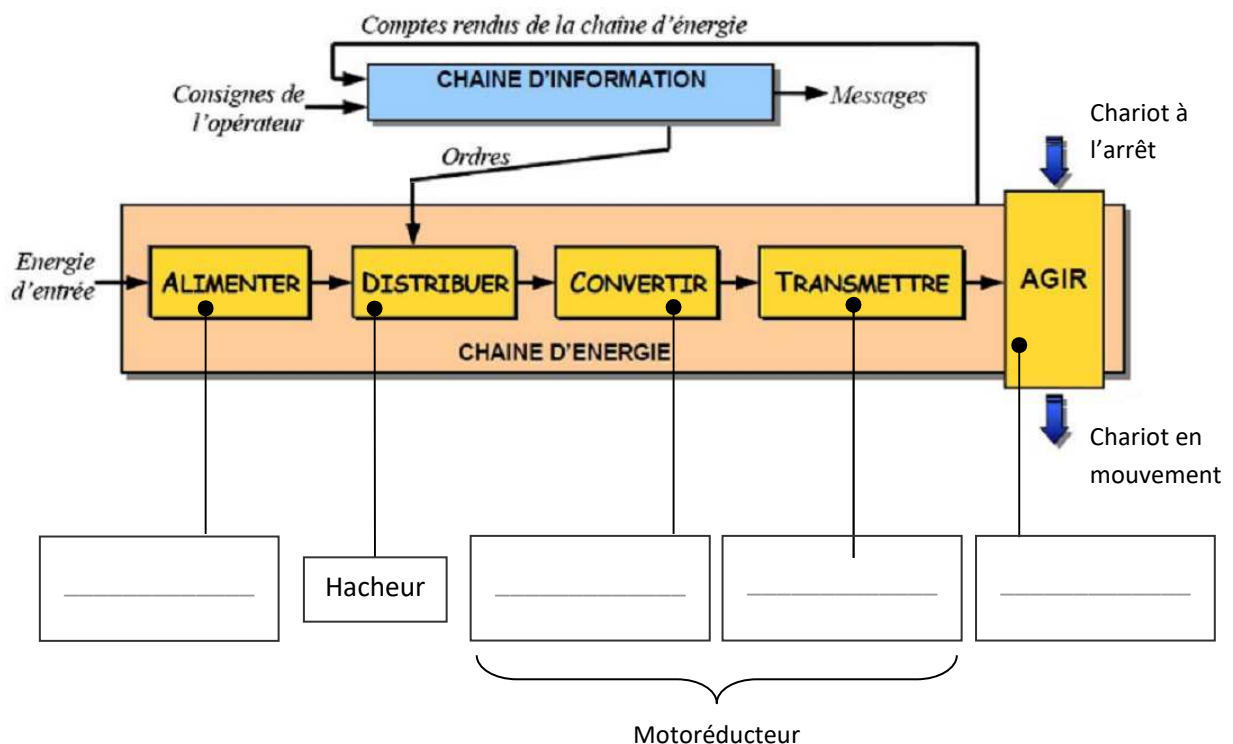 Comptes rendus de la chaîne d'énergie
CHAINE D'INFORMATION
Consignes de
l'opérateur
Messages
Chariot à
l'arrêt
Ordres
Energie
d'entrée
ALIMENTER
DISTRIBUER
CONVERTIR
TRANSMETTRE
AGIR
CHAINE D'ENERGIE
Chariot en
mouvement
Hacheur
Motoréducteur